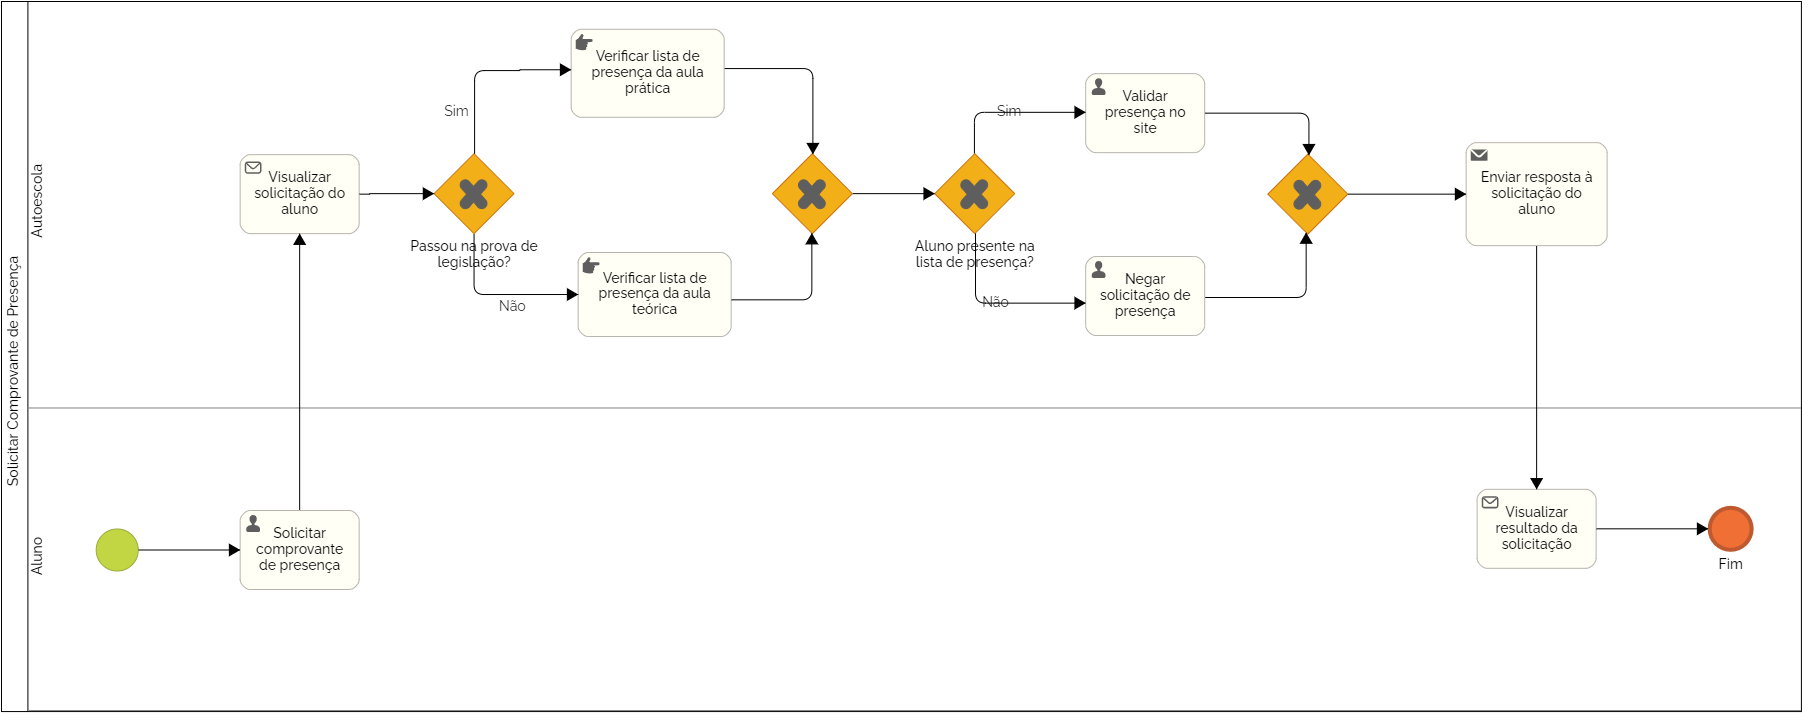 Solicitar Comprovante de Presença
Autoescola
Visualizar
solicitação do
aluno
Passou na prova de
legislação?
Sim
Verificar lista de
presença da aula
prática
Não
Verificar lista de
presença da aula
teórica
Aluno presente na
lista de presença?
Sim
Validar
presença no
site
Não
Negar
solicitação de
presença
Enviar resposta à
solicitação do
aluno
Aluno
Solicitar
comprovante
de presença
Visualizar
resultado da
solicitação
Fim